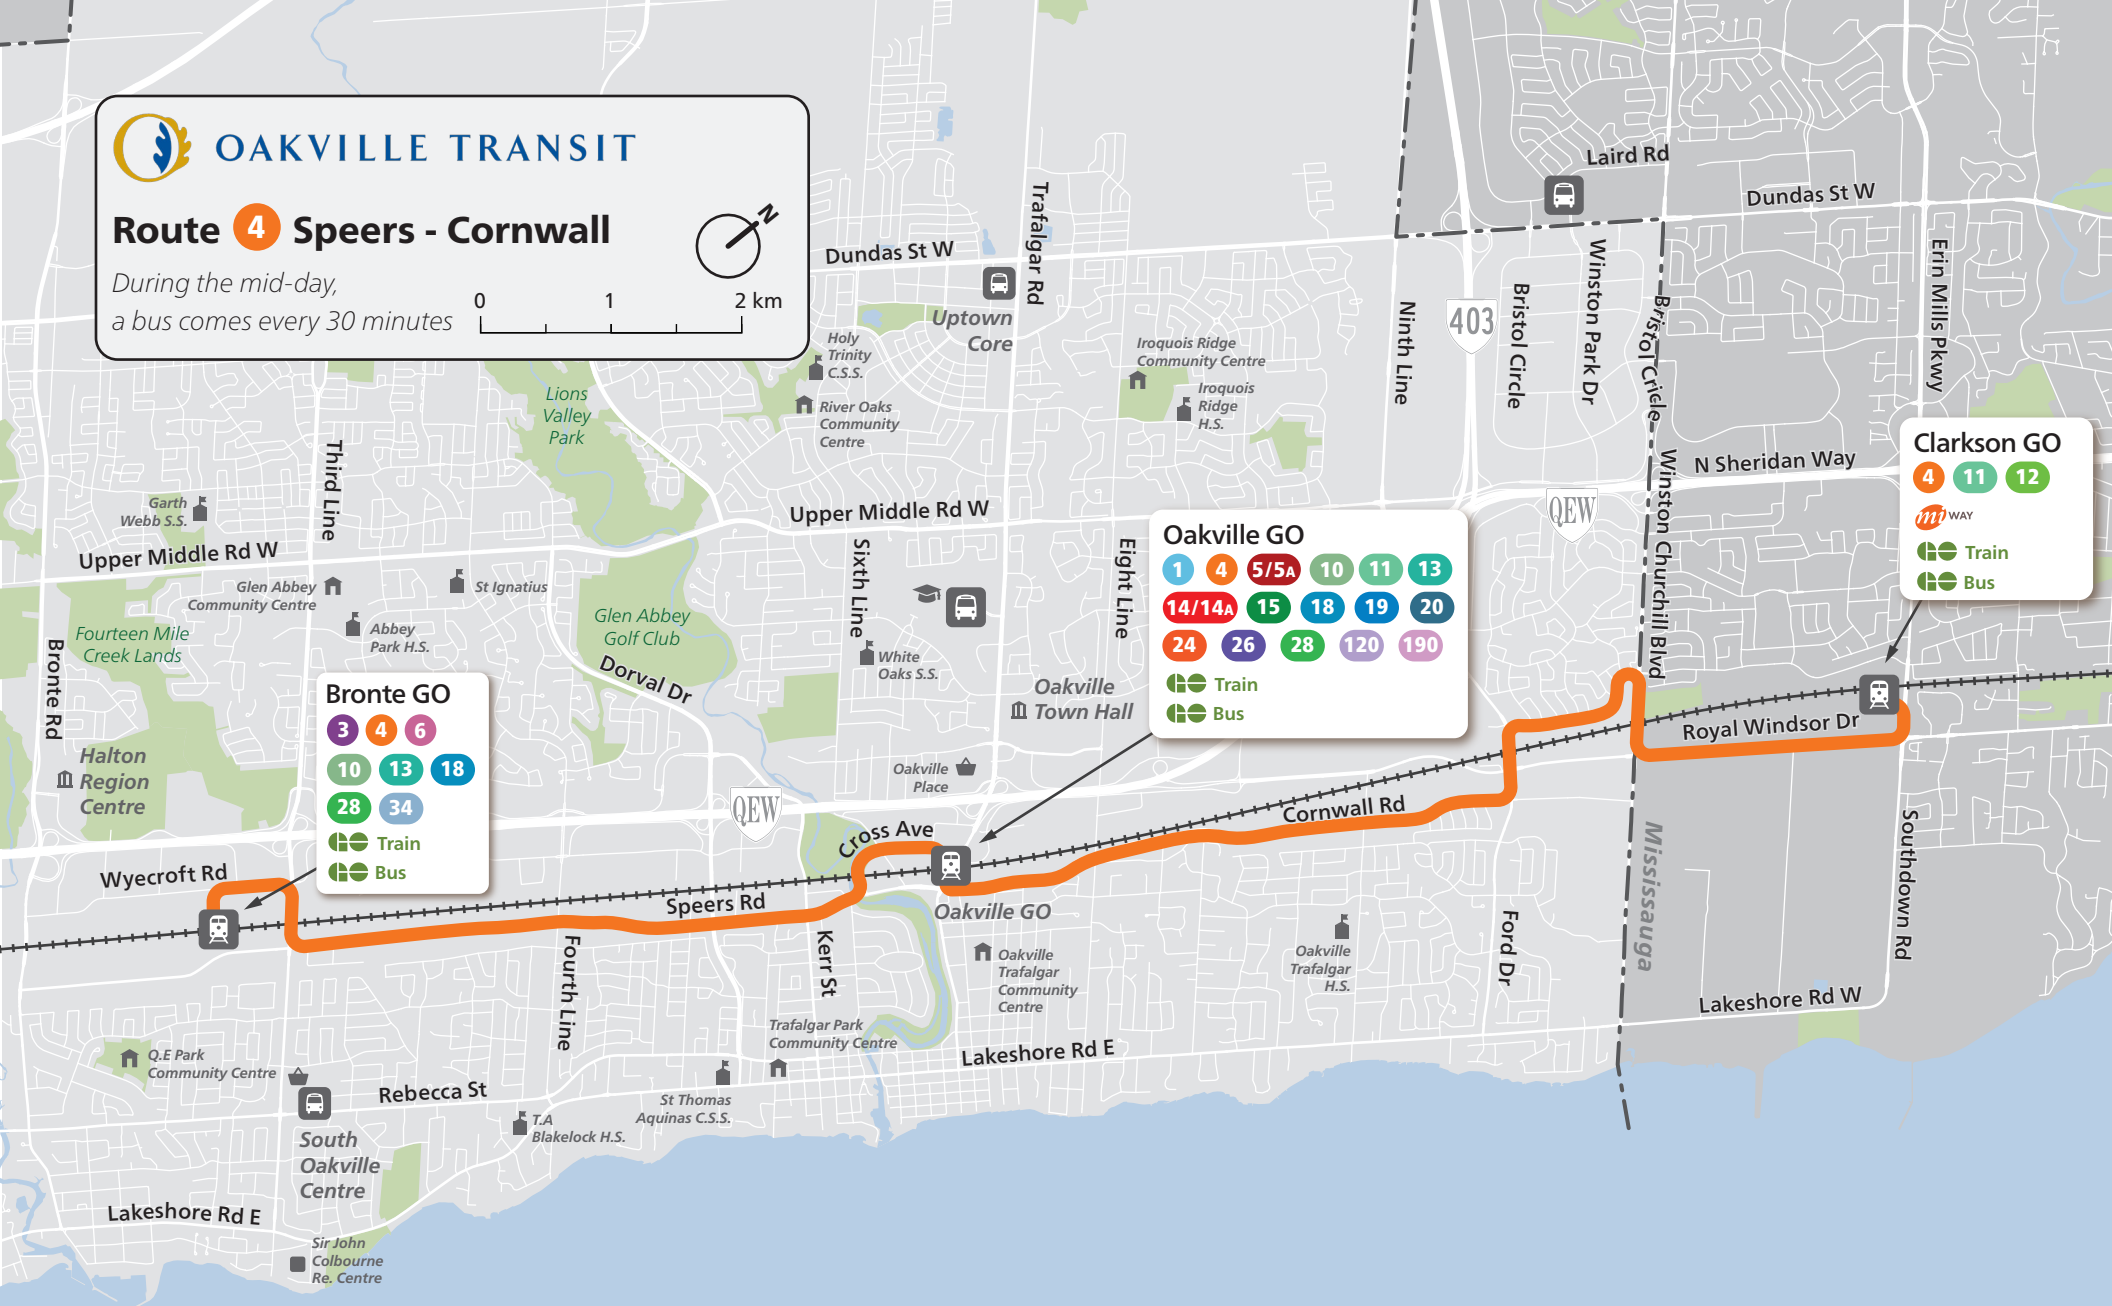 OAKVILLE TRANSIT
Route 4 Speers - Cornwall
During the mid-day,
a bus comes every 30 minutes
N
0 1 2 km
Laird Rd
Dundas St W
Dundas St W
Trafalgar Rd
Uptown
Core
Holy
Trinity
C.S.S.
River Oaks
Community
Centre
Iroquois Ridge
Community Centre
Iroquois
Ridge
H.S.
Ninth Line
403
Bristol Circle
Winston Park Dr
Bristol Cricle
Erin Mills Pkwy
Lions
Valley
Park
Third Line
Garth
Webb S.S.
Upper Middle Rd W
Upper Middle Rd W
N Sheridan Way
QEW
Winston Churchill Blvd
Clarkson GO
4 11 12
mi WAY
GO Train
GO Bus
Oakville GO
1 4 5/5A 10 11 13
14/14A 15 18 19 20
24 26 28 120 190
GO Train
GO Bus
Glen Abbey
Community Centre
St Ignatius
Abbey
Park H.S.
Glen Abbey
Golf Club
Sixth Line
White
Oaks S.S.
Eight Line
Fourteen Mile
Creek Lands
Bronte Rd
Dorval Dr
Oakville
Town Hall
Bronte GO
3 4 6
10 13 18
28 34
GO Train
GO Bus
Halton
Region
Centre
Oakville
Place
QEW
Royal Windsor Dr
Cornwall Rd
Cross Ave
Wyecroft Rd
Speers Rd
Oakville GO
Mississauga
Southdown Rd
Fourth Line
Kerr St
Oakville
Trafalgar
Community
Centre
Oakville
Trafalgar
H.S.
Ford Dr
Lakeshore Rd W
Trafalgar Park
Community Centre
Lakeshore Rd E
Q.E Park
Community Centre
Rebecca St
St Thomas
Aquinas C.S.S.
T.A
Blakelock H.S.
South
Oakville
Centre
Lakeshore Rd E
Sir John
Colbourne
Re. Centre